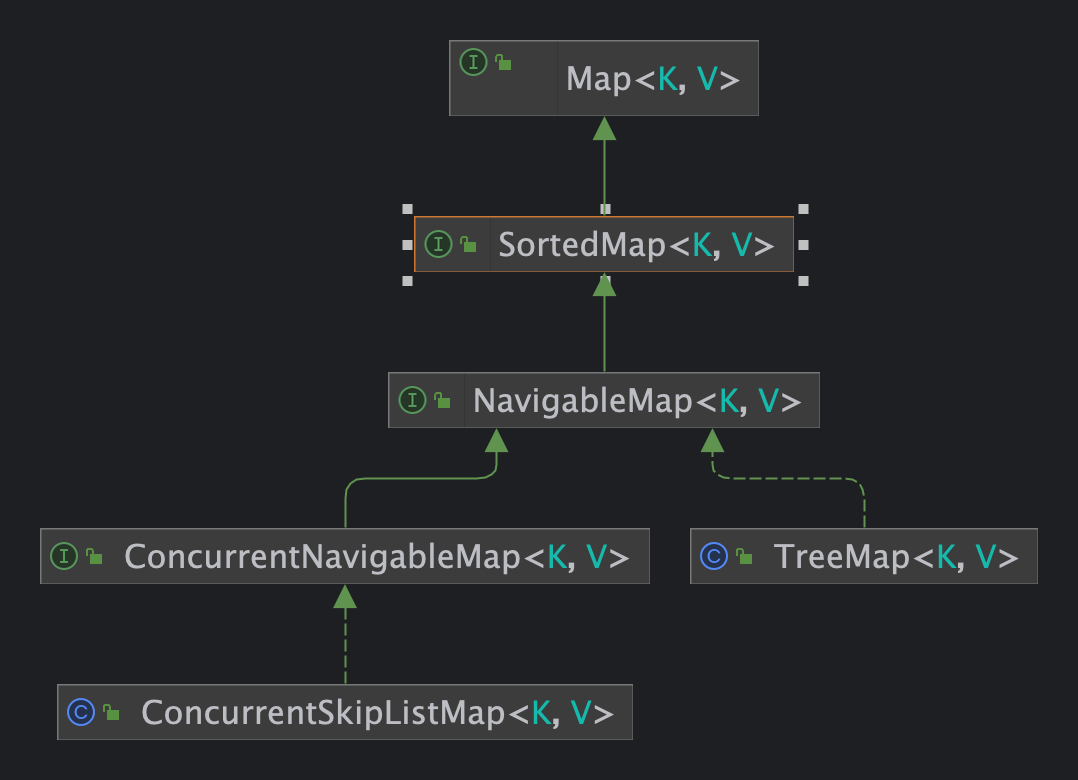 I Map<K, V>
I SortedMap<K, V>
I NavigableMap<K, V>
I ConcurrentNavigableMap<K, V>
C TreeMap<K, V>
C ConcurrentSkipListMap<K, V>